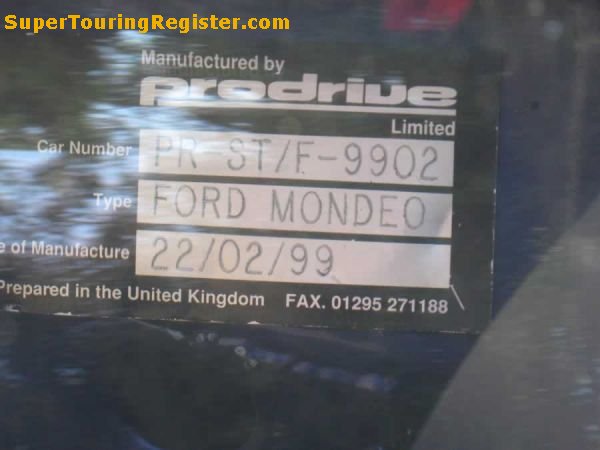 SuperTouringRegister.com
Manufactured by
prodrive
Limited
Car Number PR-ST/F-9902
Type FORD MONDEO
e of Manufacture 22/02/99
Prepared in the United Kingdom FAX. 01295 271188